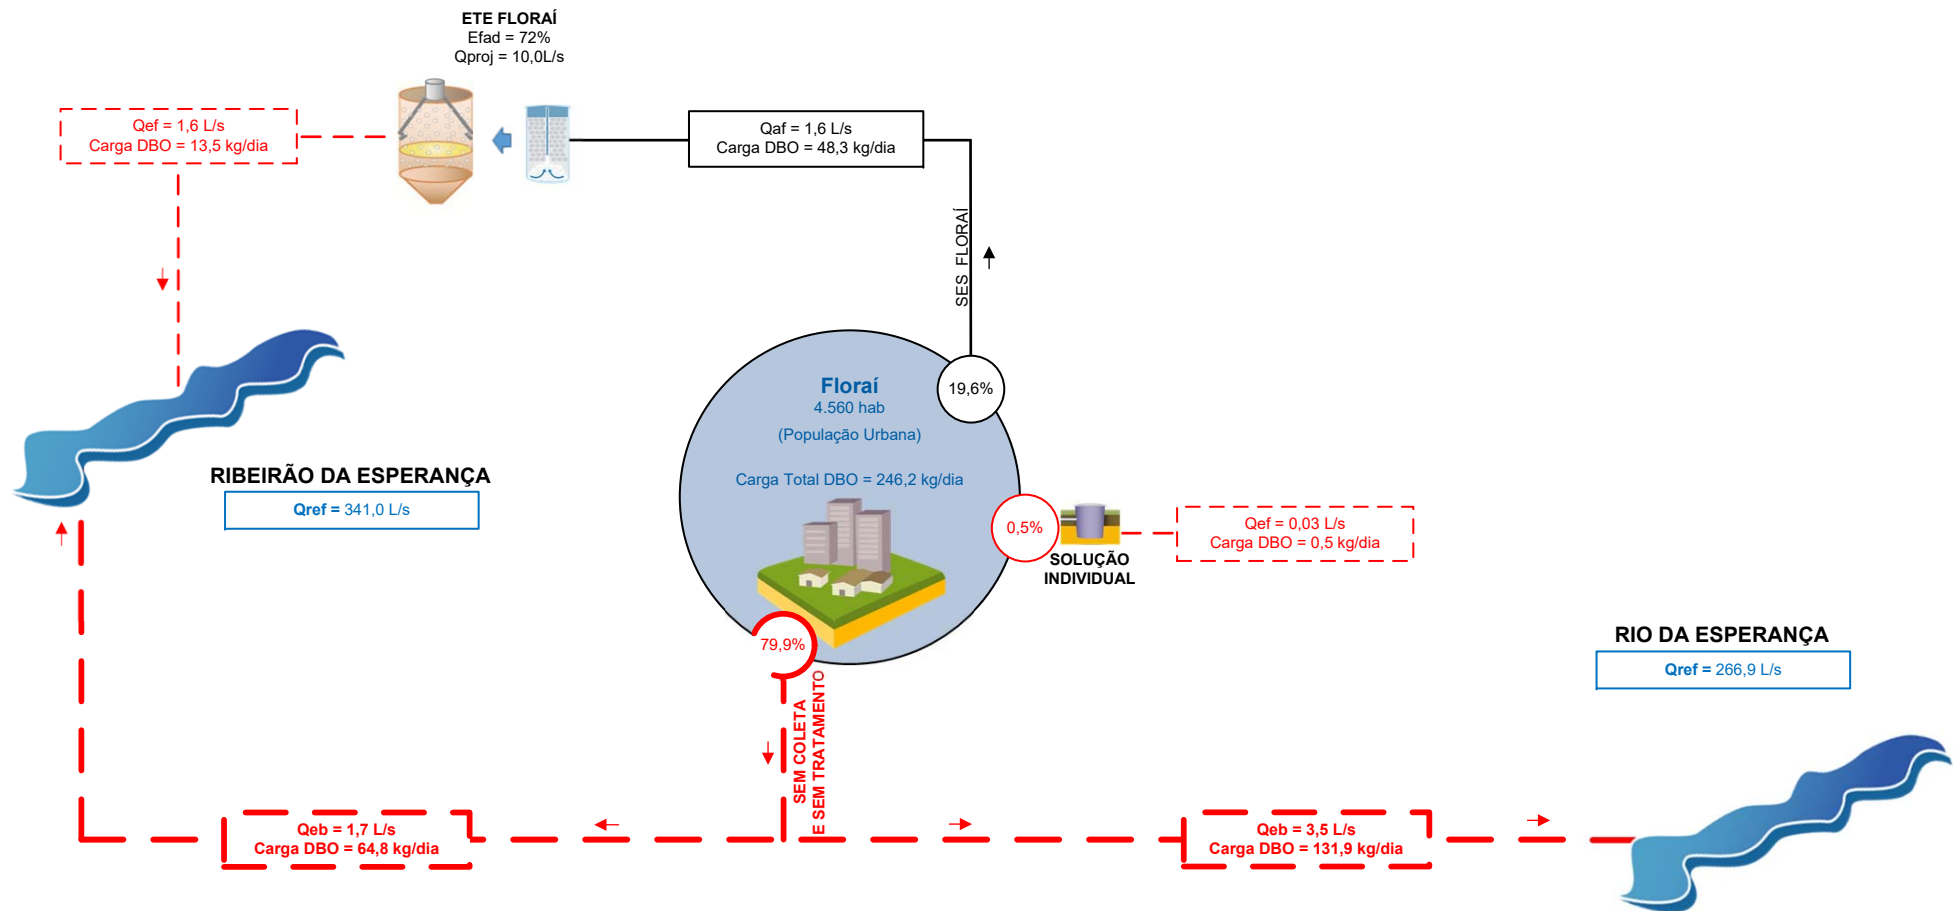 ETE FLORAÍ
Efad = 72%
Qproj = 10,0L/s
Qef = 1,6 L/s
Carga DBO = 13,5 kg/dia
Qaf = 1,6 L/s
Carga DBO = 48,3 kg/dia
SES FLORAÍ
19,6%
Floraí
4.560 hab
(População Urbana)
Carga Total DBO = 246,2 kg/dia
RIBEIRÃO DA ESPERANÇA
Qref = 341,0 L/s
0,5%
SOLUÇÃO
INDIVIDUAL
Qef = 0,03 L/s
Carga DBO = 0,5 kg/dia
79,9%
SEM COLETA
E SEM TRATAMENTO
RIO DA ESPERANÇA
Qref = 266,9 L/s
Qeb = 1,7 L/s
Carga DBO = 64,8 kg/dia
Qeb = 3,5 L/s
Carga DBO = 131,9 kg/dia